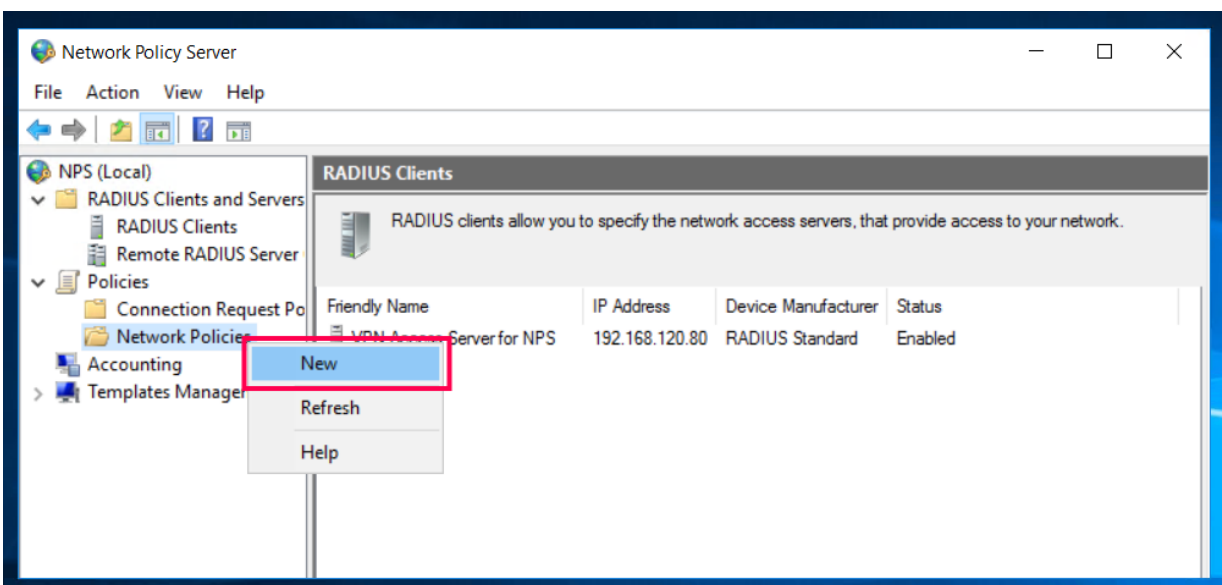 Network Policy Server
File Action View Help
NPS (Local)
RADIUS Clients and Servers
RADIUS Clients
Remote RADIUS Server
Policies
Connection Request Po
Network Policies
Accounting
Templates Manager
New
Refresh
Help
RADIUS Clients
RADIUS clients allow you to specify the network access servers, that provide access to your network.
Friendly Name IP Address Device Manufacturer Status
VPN Access Server for NPS 192.168.120.80 RADIUS Standard Enabled